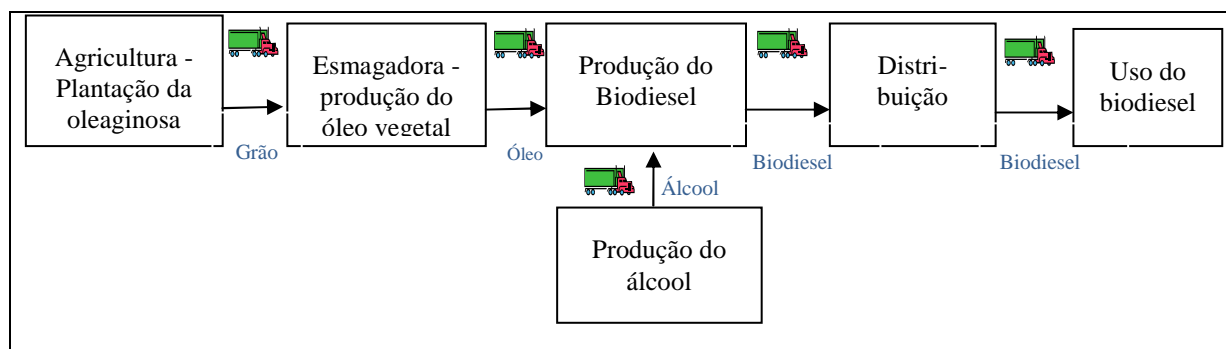 Agricultura -
Plantação da
oleaginosa
Grão
Esmagadora -
produção do
óleo vegetal
Óleo
Produção do
Biodiesel
Biodiesel
Distri-
buição
Biodiesel
Uso do
biodiesel
Álcool
Produção do
álcool